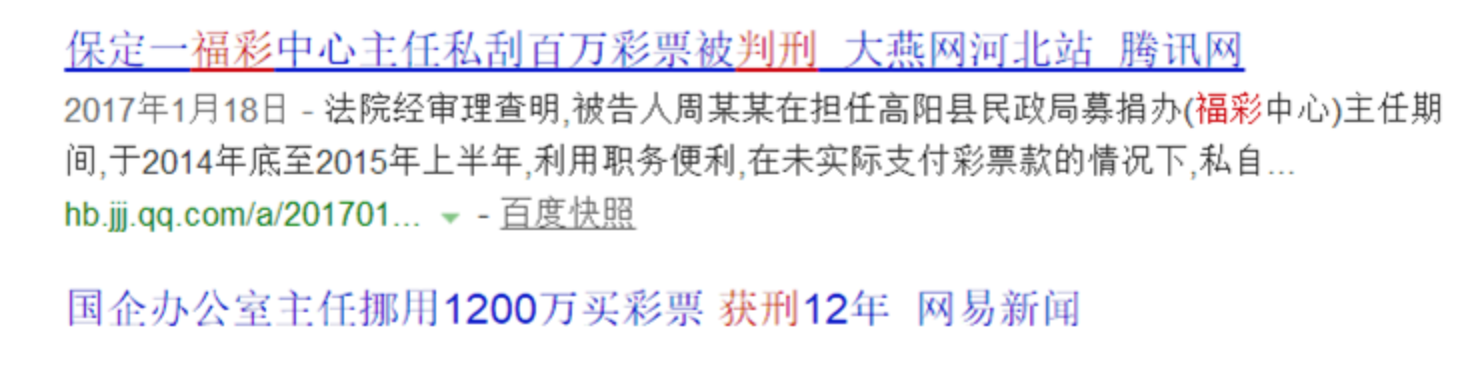 保定一福彩中心主任私刮百万彩票被判刑_大燕网河北站_腾讯网
2017年1月18日 - 法院经审理查明,被告人周某某在担任高阳县民政局募捐办(福彩中心)主任期
间,于2014年底至2015年上半年,利用职务便利,在未实际支付彩票款的情况下,私自...
hb.jjj.qq.com/a/201701... - 百度快照
国企办公室主任挪用1200万买彩票 获刑12年_网易新闻